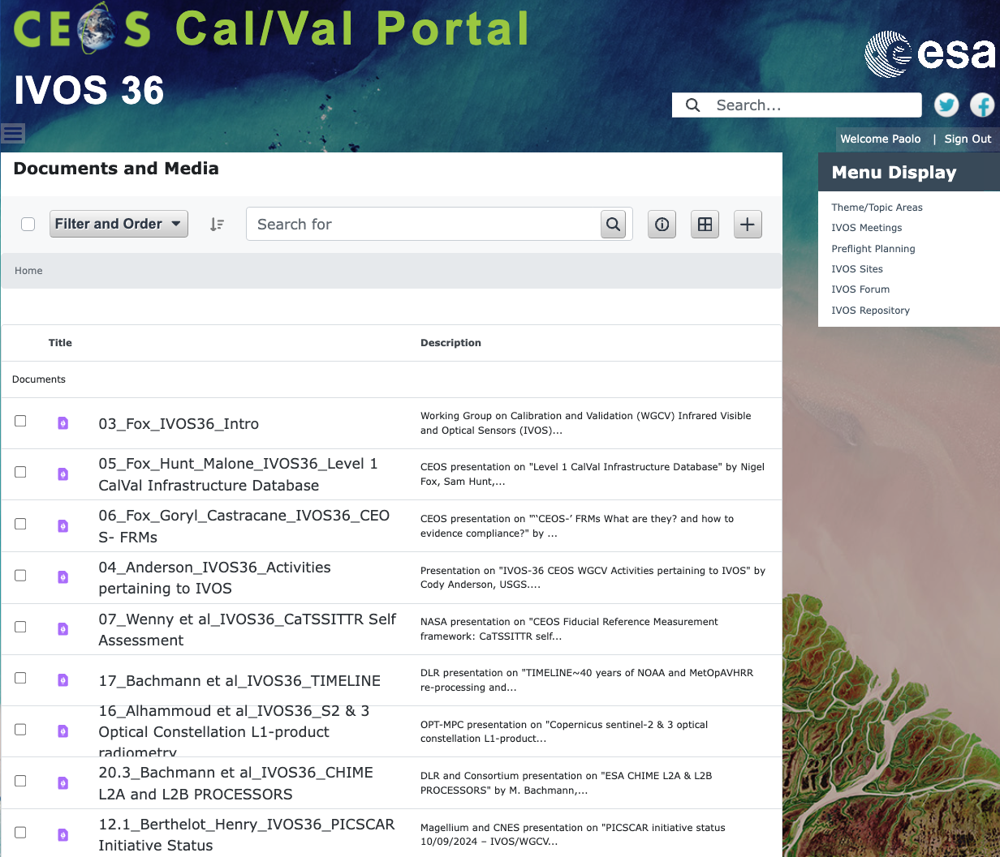 CEOS Cal/Val Portal
esa
IVOS 36
Search...
Welcome Paolo | Sign Out
Documents and Media
Menu Display
Theme/Topic Areas
IVOS Meetings
Preflight Planning
IVOS Sites
IVOS Forum
IVOS Repository
Filter and Order
Search for
Home
Title
Description
Documents
03_Fox_IVOS36_Intro
Working Group on Calibration and Validation (WGCV) Infrared Visible
and Optical Sensors (IVOS)...
05_Fox_Hunt_Malone_IVOS36_Level 1
CalVal Infrastructure Database
CEOS presentation on "Level 1 CalVal Infrastructure Database" by Nigel
Fox, Sam Hunt,...
06_Fox_Goryl_Castracane_IVOS36_CEO
S- FRMs
CEOS presentation on "‘‘CEOS-’ FRMs What are they? and how to
evidence compliance?" by ...
04_Anderson_IVOS36_Activities
pertaining to IVOS
Presentation on "IVOS-36 CEOS WGCV Activities pertaining to IVOS" by
Cody Anderson, USGS....
07_Wenny et al_IVOS36_CaTSSITTR Self
Assessment
NASA presentation on "CEOS Fiducial Reference Measurement
framework: CaTSSITTR self...
17_Bachmann et al_IVOS36_TIMELINE
DLR presentation on "TIMELINE~40 years of NOAA and MetOpAVHRR
re-processing and...
16_Alhammoud et al_IVOS36_S2 & 3
Optical Constellation L1-product
radiometry
OPT-MPC presentation on "Copernicus sentinel-2 & 3 optical
constellation L1-product...
20.3_Bachmann et al_IVOS36_CHIME
L2A and L2B PROCESSORS
DLR and Consortium presentation on "ESA CHIME L2A & L2B
PROCESSORS" by M. Bachmann,...
12.1_Berthelot_Henry_IVOS36_PICSCAR
Initiative Status
Magellium and CNES presentation on "PICSCAR initiative status
10/09/2024 – IVOS/WGCV...